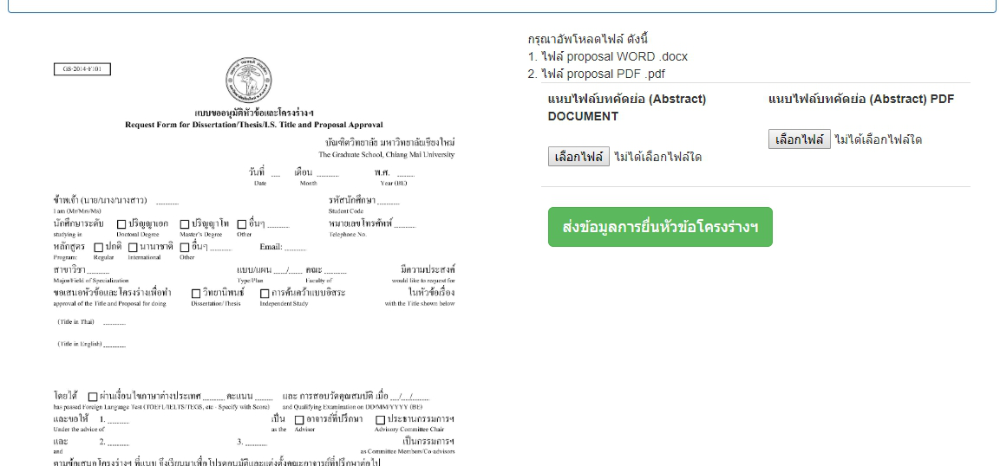 GS-2014-F101
แบบขออนุมัติหัวข้อและโครงร่างฯ
Request Form for Dissertation/Thesis/I.S. Title and Proposal Approval
บัณฑิตวิทยาลัย มหาวิทยาลัยเชียงใหม่
The Graduate School, Chiang Mai University
วันที่ ___ เดือน ______ พ.ศ. _____
Date Month Year (BE)
ข้าพเจ้า (นาย/นาง/นางสาว) ______ รหัสนักศึกษา ______
I am (Mr/Mrs/Ms) Student Code
นักศึกษาระดับ ☐ ปริญญาเอก ☐ ปริญญาโท ☐ อื่นๆ ______ หมายเลขโทรศัพท์ ______
studying in Doctoral Degree Master's Degree Other Telephone No.
หลักสูตร ☐ ปกติ ☐ นานาชาติ ☐ อื่นๆ ______ Email: ______
Program: Regular International Other
สาขาวิชา ______ แบบ/แผน ____/____ คณะ ______ มีความประสงค์
Major/Field of Specialization Type/Plan Faculty of would like to request for
ขอเสนอหัวข้อและโครงร่างเพื่อทำ ☐ วิทยานิพนธ์ ☐ การค้นคว้าแบบอิสระ ในหัวข้อเรื่อง
approval of the Title and Proposal for doing Dissertation/Thesis Independent Study with the Title shown below
(Title in Thai) ______
(Title in English) ______
โดยได้ ☐ ผ่านเงื่อนไขภาษาต่างประเทศ ______ คะแนน ______ และ การสอบวัดคุณสมบัติ เมื่อ __/__/__
has passed Foreign Language Test (TOEFL/IELTS/TEGS, etc - Specify with Score) and Qualifying Examination on DD/MM/YYYY (BE)
และขอให้ 1. ______ เป็น ☐ อาจารย์ที่ปรึกษา ☐ ประธานกรรมการฯ
Under the advice of as the Advisor Advisory Committee Chair
และ 2. ______ 3. ______ เป็นกรรมการฯ
and as Committee Members/Co-advisors
ตามข้อเสนอโครงร่างฯ ที่แนบ จึงเรียนมาเพื่อโปรดอนุมัติและแต่งตั้งคณะอาจารย์ที่ปรึกษาต่อไป
กรุณาอัพโหลดไฟล์ ดังนี้
1. ไฟล์ proposal WORD .docx
2. ไฟล์ proposal PDF .pdf
แนบไฟล์บทคัดย่อ (Abstract) DOCUMENT
เลือกไฟล์ ไม่ได้เลือกไฟล์ใด
แนบไฟล์บทคัดย่อ (Abstract) PDF
เลือกไฟล์ ไม่ได้เลือกไฟล์ใด
ส่งข้อมูลการยื่นหัวข้อโครงร่างฯ